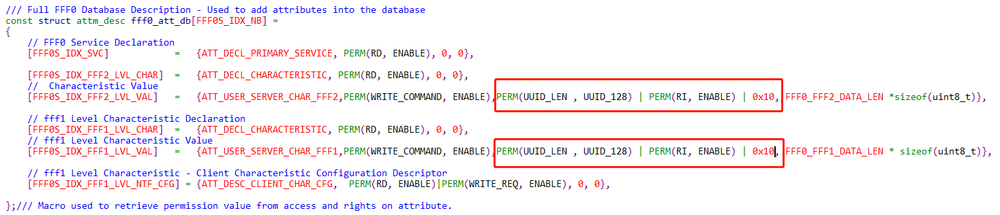 /// Full FFF0 Database Description - Used to add attributes into the database
const struct attm_desc fff0_att_db[FFF0S_IDX_NB] =
{
    // FFF0 Service Declaration
    [FFF0S_IDX_SVC]            =   {ATT_DECL_PRIMARY_SERVICE, PERM(RD, ENABLE), 0, 0},

    [FFF0S_IDX_FFF2_LVL_CHAR]  =   {ATT_DECL_CHARACTERISTIC, PERM(RD, ENABLE), 0, 0},
    //  Characteristic Value
    [FFF0S_IDX_FFF2_LVL_VAL]   =   {ATT_USER_SERVER_CHAR_FFF2,PERM(WRITE_COMMAND, ENABLE),PERM(UUID_LEN , UUID_128) | PERM(RI, ENABLE) | 0x10, FFF0_FFF2_DATA_LEN *sizeof(uint8_t)},

    // fff1 Level Characteristic Declaration
    [FFF0S_IDX_FFF1_LVL_CHAR]  =   {ATT_DECL_CHARACTERISTIC, PERM(RD, ENABLE), 0, 0},
    // fff1 Level Characteristic Value
    [FFF0S_IDX_FFF1_LVL_VAL]   =   {ATT_USER_SERVER_CHAR_FFF1,PERM(WRITE_COMMAND, ENABLE),PERM(UUID_LEN , UUID_128) | PERM(RI, ENABLE) | 0x10, FFF0_FFF1_DATA_LEN * sizeof(uint8_t)},

    // fff1 Level Characteristic - Client Characteristic Configuration Descriptor
    [FFF0S_IDX_FFF1_LVL_NTF_CFG] = {ATT_DESC_CLIENT_CHAR_CFG,  PERM(RD, ENABLE)|PERM(WRITE_REQ, ENABLE), 0, 0},

};/// Macro used to retrieve permission value from access and rights on attribute.